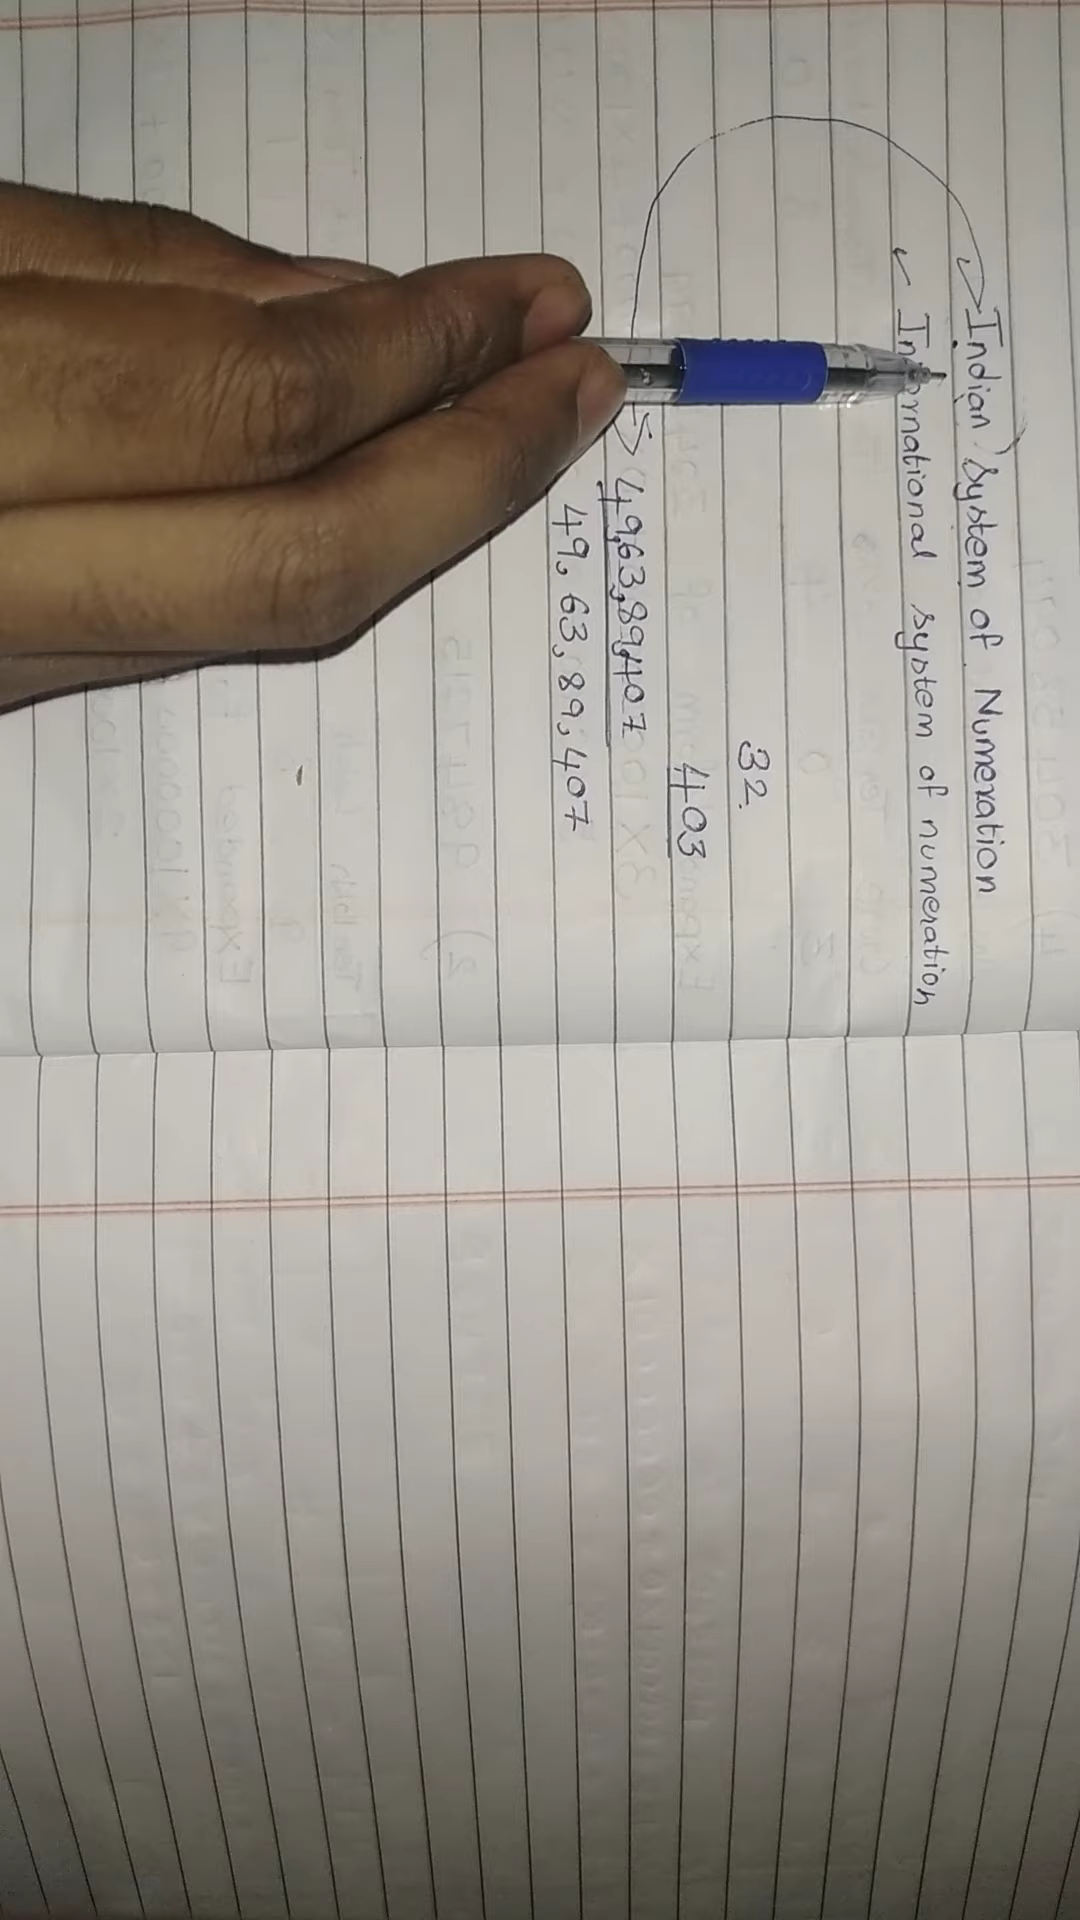 Indian system of Numeration
International system of numeration
32.
403
49,63,89,407
49, 63, 89, 407